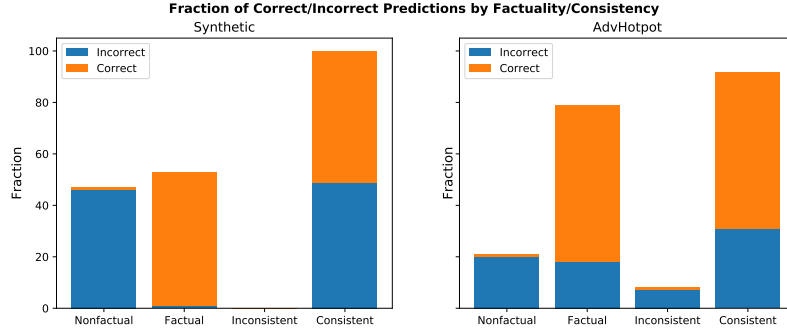 Fraction of Correct/Incorrect Predictions by Factuality/Consistency
Synthetic
Incorrect
Correct
Fraction
100
80
60
40
20
0
Nonfactual Factual Inconsistent Consistent
AdvHotpot
Incorrect
Correct
Fraction
Nonfactual Factual Inconsistent Consistent